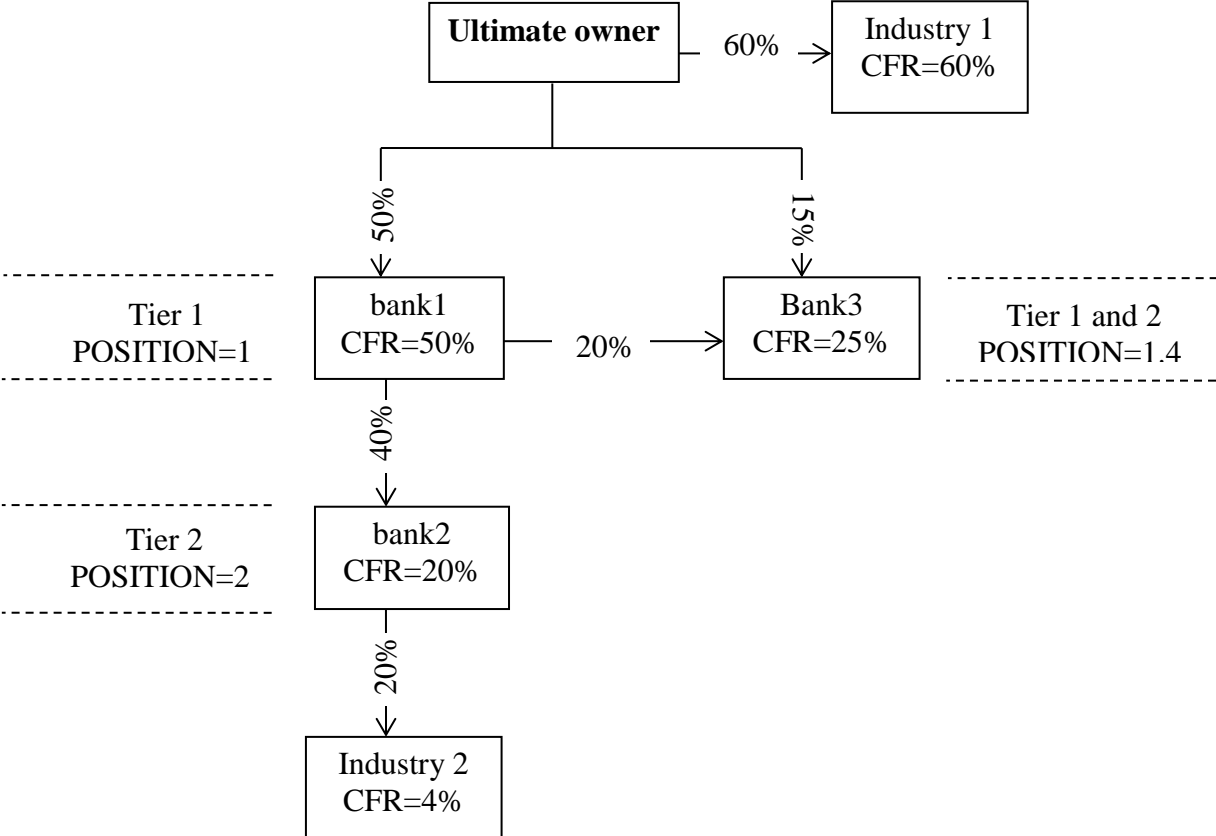 Ultimate owner
60%
Industry 1
CFR=60%
50%
15%
Tier 1
POSITION=1
bank1
CFR=50%
20%
Bank3
CFR=25%
Tier 1 and 2
POSITION=1.4
40%
Tier 2
POSITION=2
bank2
CFR=20%
20%
Industry 2
CFR=4%